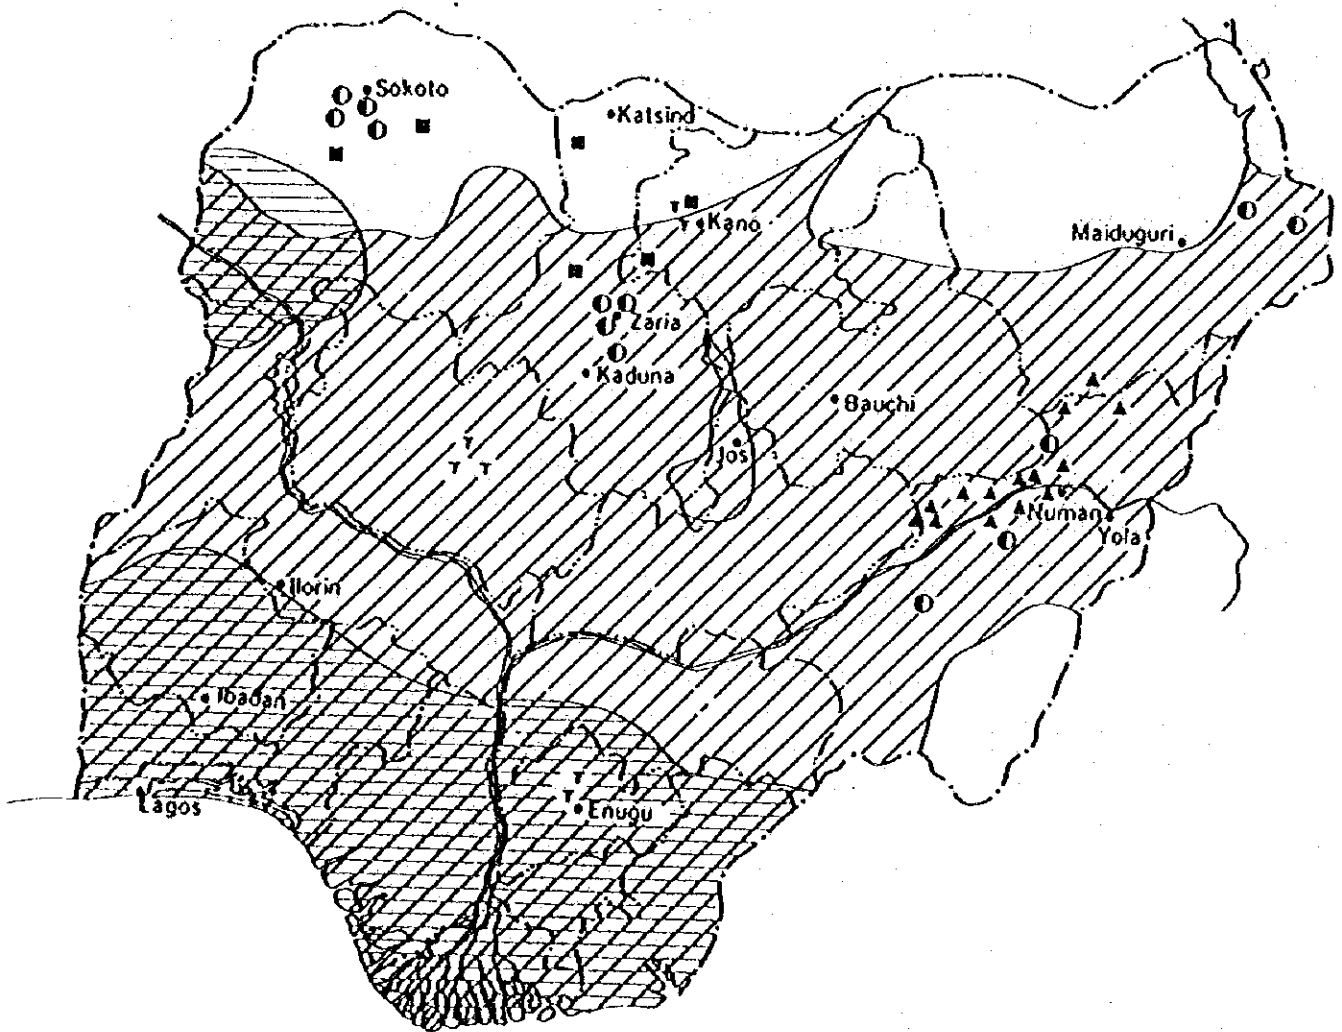 Sokoto
Katsind
Kano
Maiduguri
Zaria
Kaduna
Bauchi
Jos
Numan
Yola
Ilorin
Ibadan
Enugu
Lagos